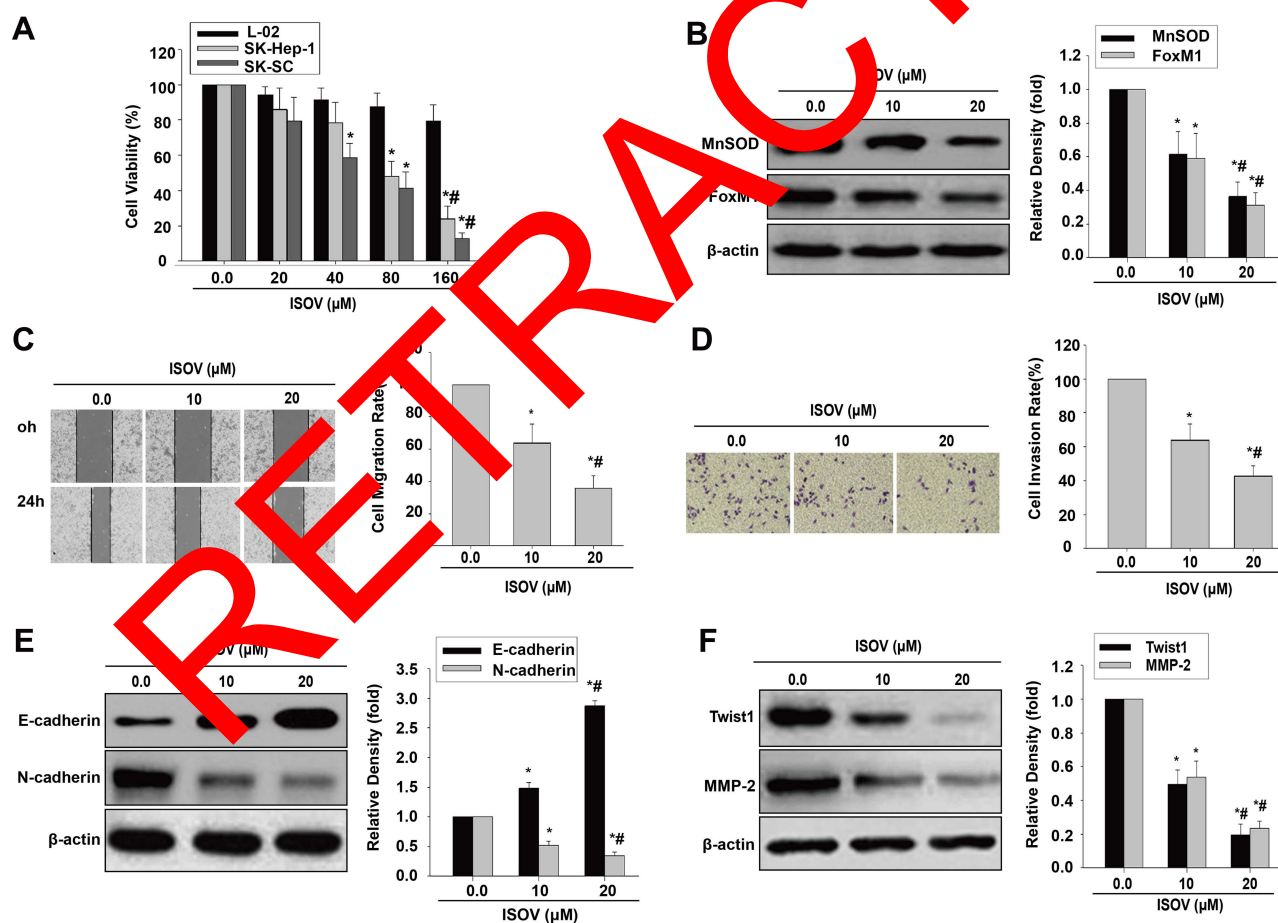 A
L-02
SK-Hep-1
SK-SC
Cell Viability (%)
120
100
80
60
40
20
0
*
*
*
*#
*#
0.0 20 40 80 160
ISOV (µM)
B
ISOV (µM)
0.0 10 20
MnSOD
FoxM1
β-actin
MnSOD
FoxM1
Relative Density (fold)
1.2
1.0
0.8
0.6
0.4
0.2
0.0
* *
*#
*#
0.0 10 20
ISOV (µM)
C
ISOV (µM)
0.0 10 20
oh
24h
Cell Migration Rate(
60
40
20
*
*#
0.0 10 20
ISOV (µM)
D
ISOV (µM)
0.0 10 20
Cell Invasion Rate(%)
120
100
80
60
40
20
0
*
*#
0.0 10 20
ISOV (µM)
E
ISOV (µM)
0.0 10 20
E-cadherin
N-cadherin
β-actin
E-cadherin
N-cadherin
Relative Density (fold)
3.5
3.0
2.5
2.0
1.5
1.0
0.5
0.0
*
*
*#
*#
0.0 10 20
ISOV (µM)
F
ISOV (µM)
0.0 10 20
Twist1
MMP-2
β-actin
Twist1
MMP-2
Relative Density (fold)
1.2
1.0
0.8
0.6
0.4
0.2
0.0
*
*
*#
*#
0.0 10 20
ISOV (µM)
RETRACT